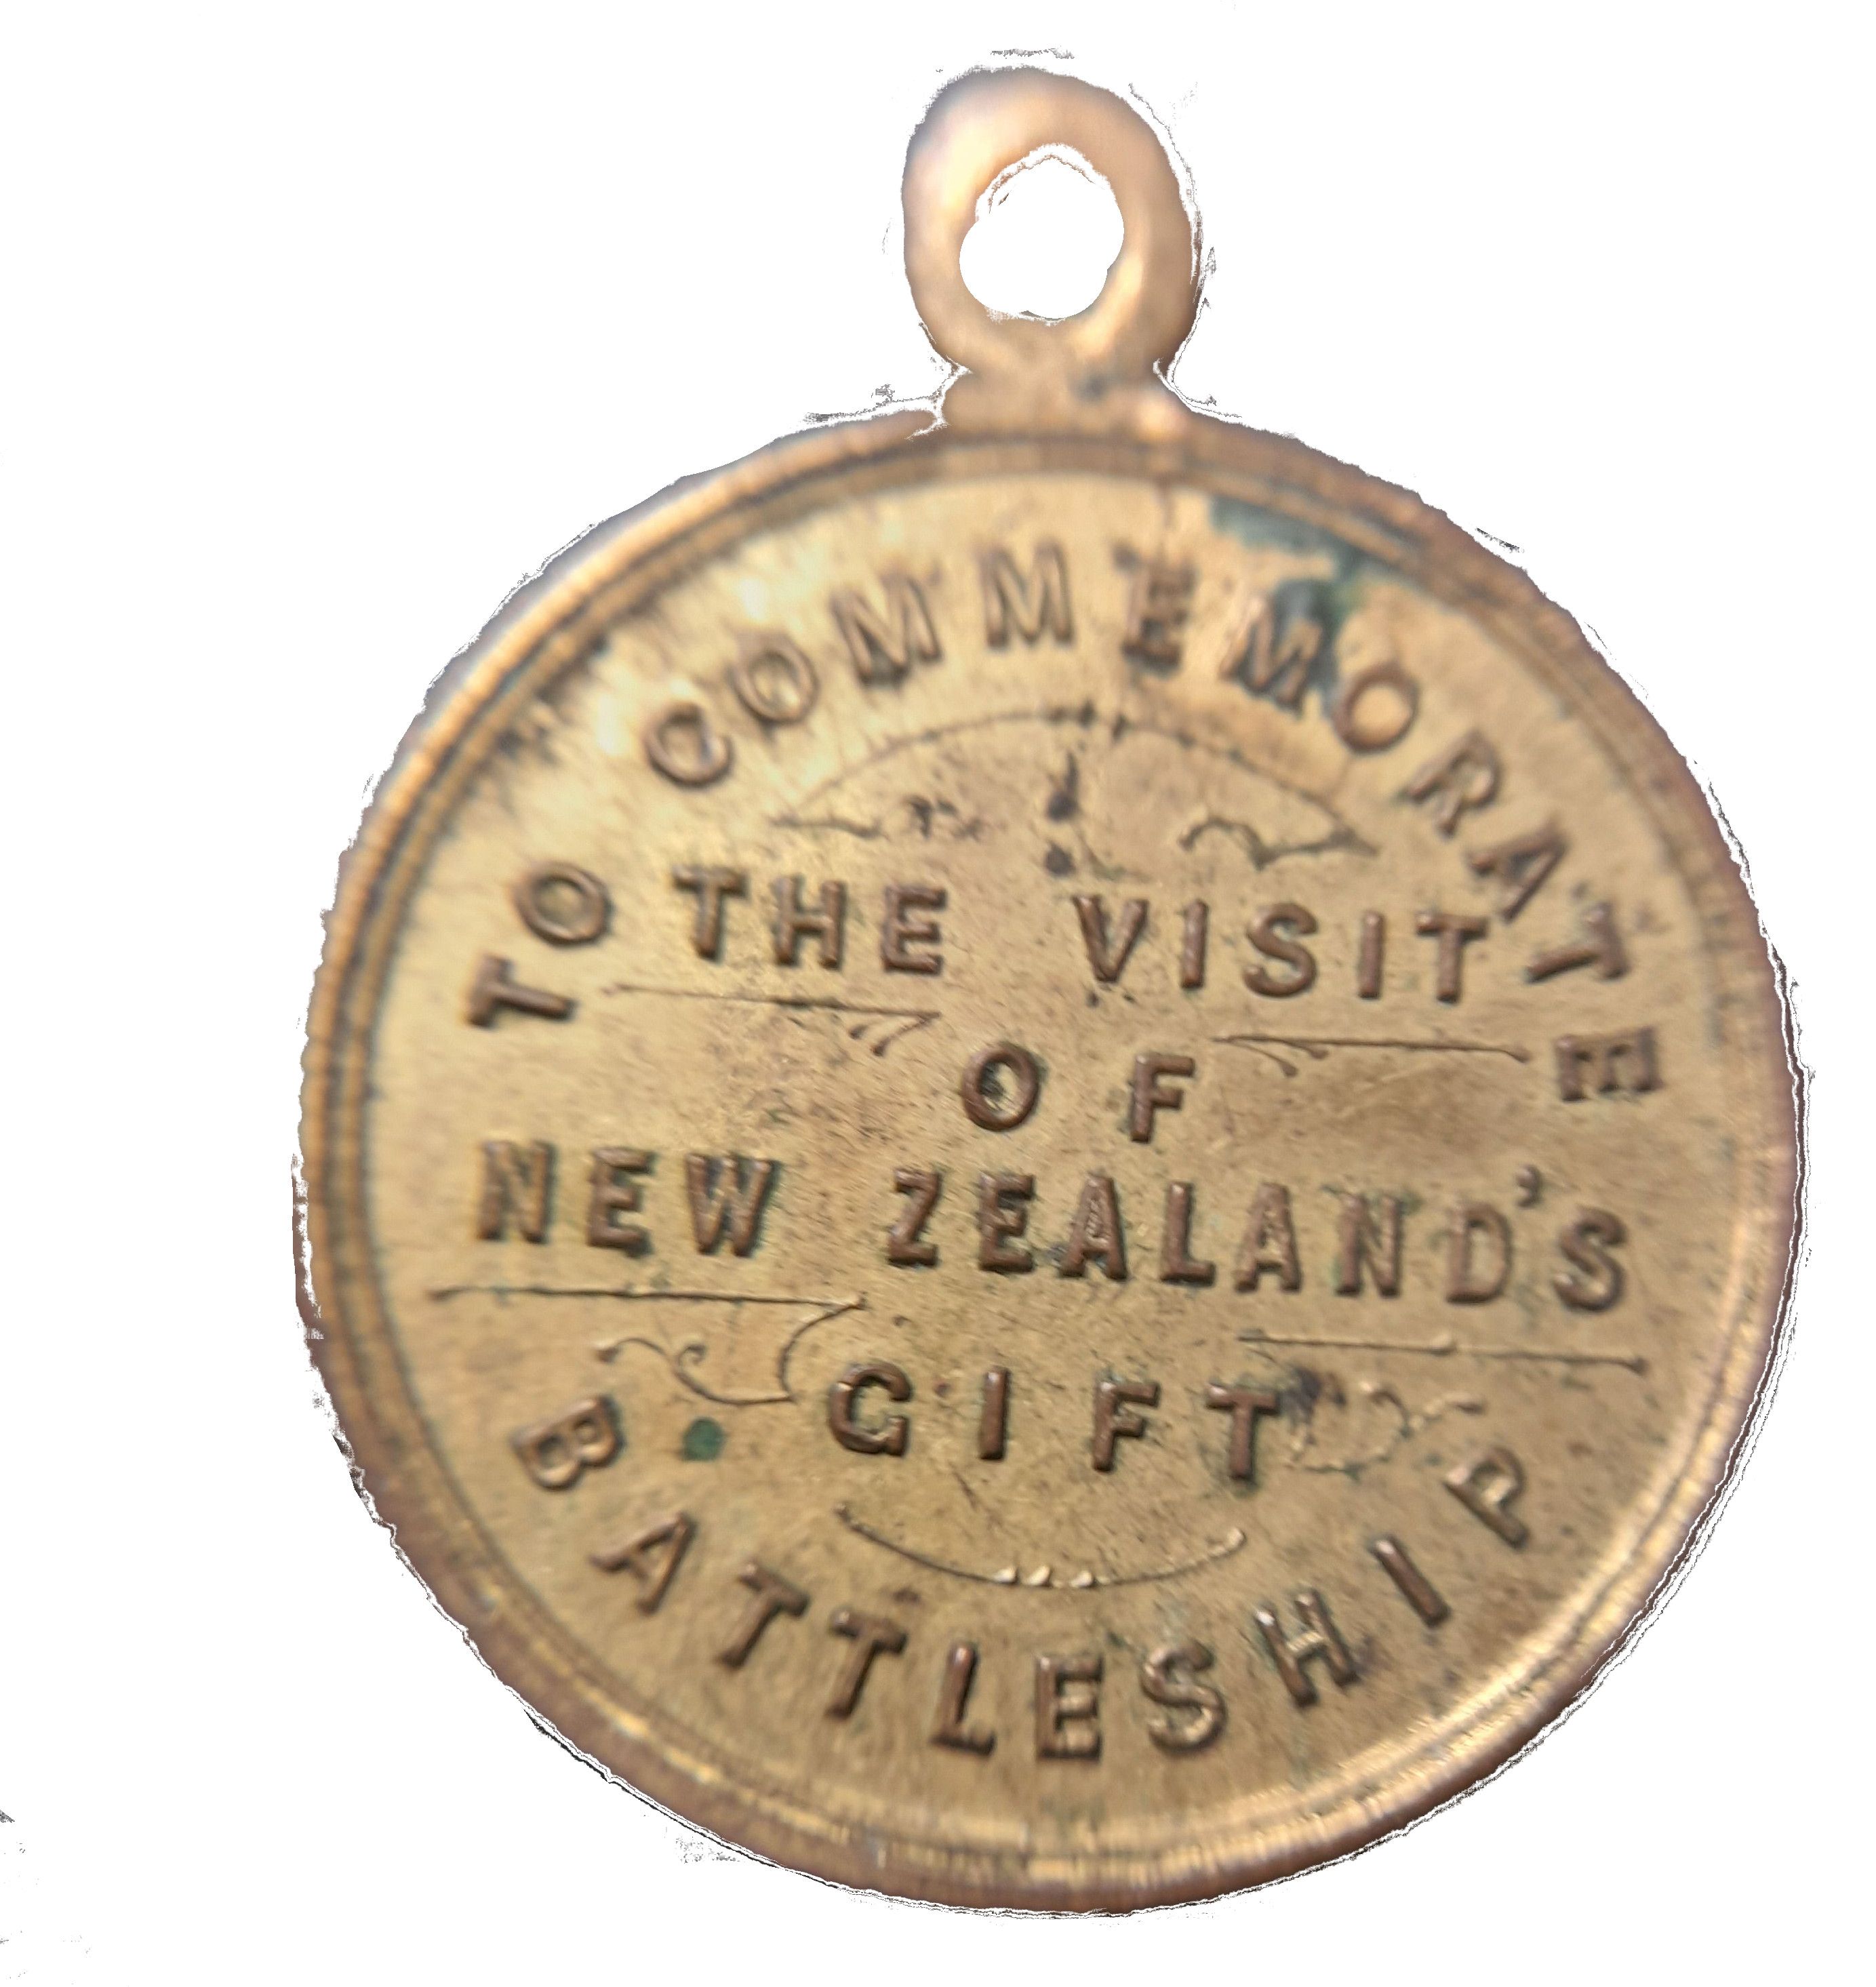 TO COMMEMORATE
THE VISIT
OF
NEW ZEALAND'S
GIFT
BATTLESHIP